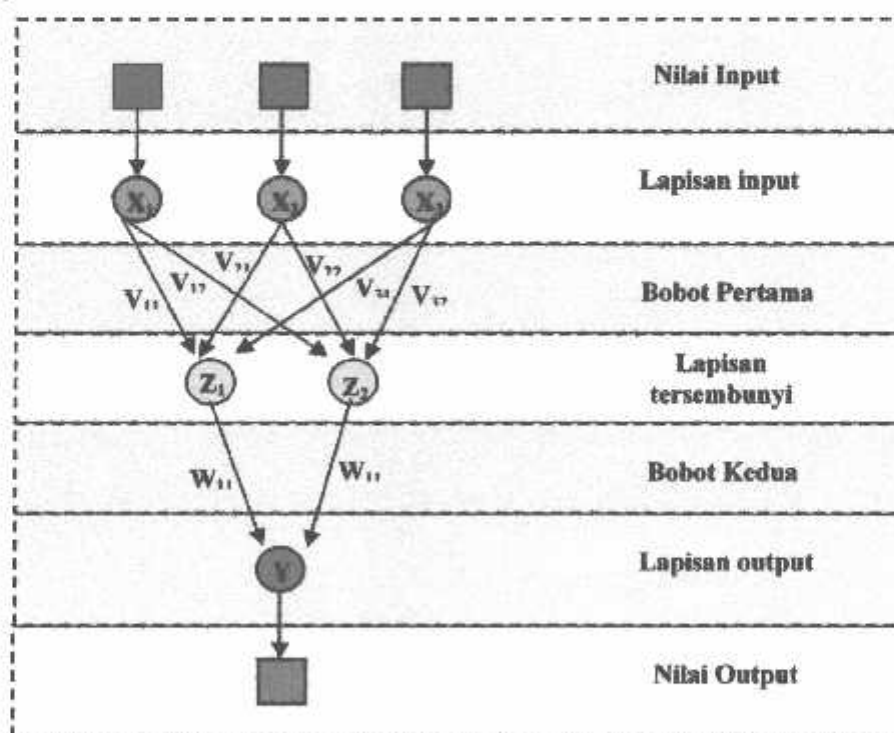 Nilai Input
X₁ X₂ X₃
Lapisan input
V₁₁ V₁₂ V₂₁ V₂₂ V₃₁ V₃₂
Bobot Pertama
Z₁ Z₂
Lapisan
tersembunyi
W₁₁ W₁₁
Bobot Kedua
Y
Lapisan output
Nilai Output